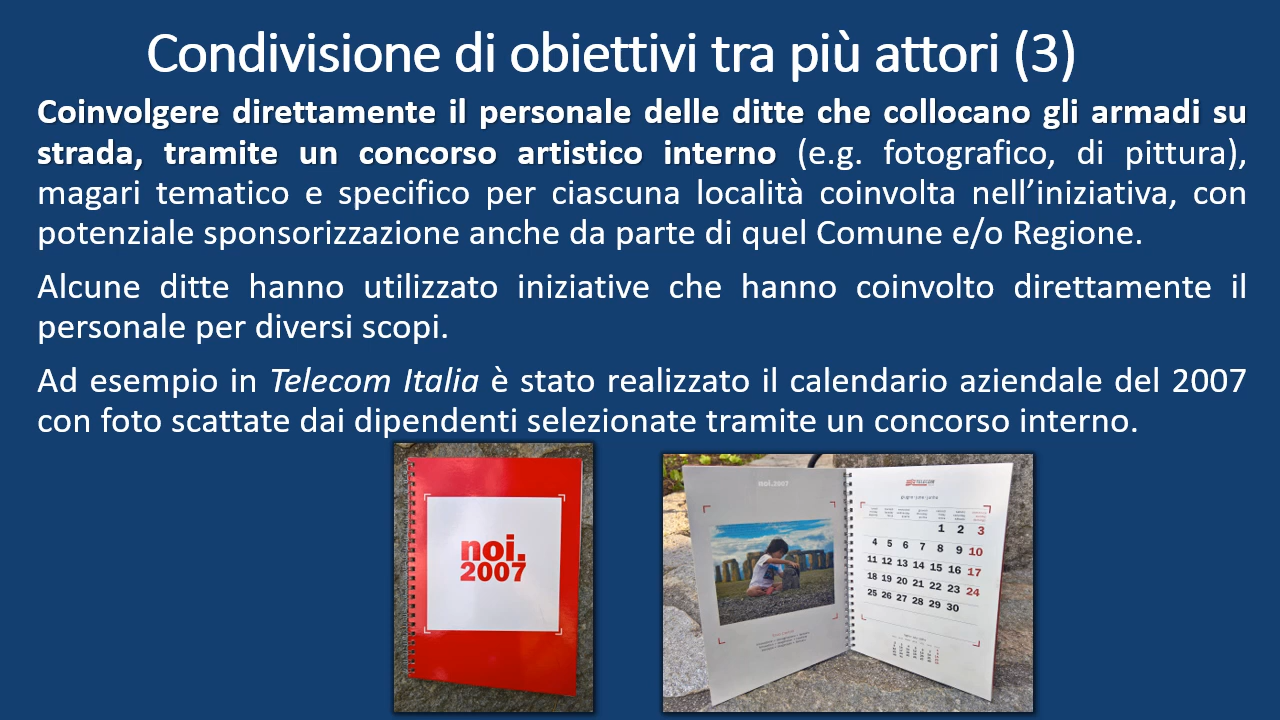 Condivisione di obiettivi tra più attori (3)
Coinvolgere direttamente il personale delle ditte che collocano gli armadi su
strada, tramite un concorso artistico interno (e.g. fotografico, di pittura),
magari tematico e specifico per ciascuna località coinvolta nell’iniziativa, con
potenziale sponsorizzazione anche da parte di quel Comune e/o Regione.
Alcune ditte hanno utilizzato iniziative che hanno coinvolto direttamente il
personale per diversi scopi.
Ad esempio in Telecom Italia è stato realizzato il calendario aziendale del 2007
con foto scattate dai dipendenti selezionate tramite un concorso interno.
noi.
2007
noi.2007
TELECOM
1 2 3
4 5 6 7 8 9 10
11 12 13 14 15 16 17
18 19 20 21 22 23 24
25 26 27 28 29 30